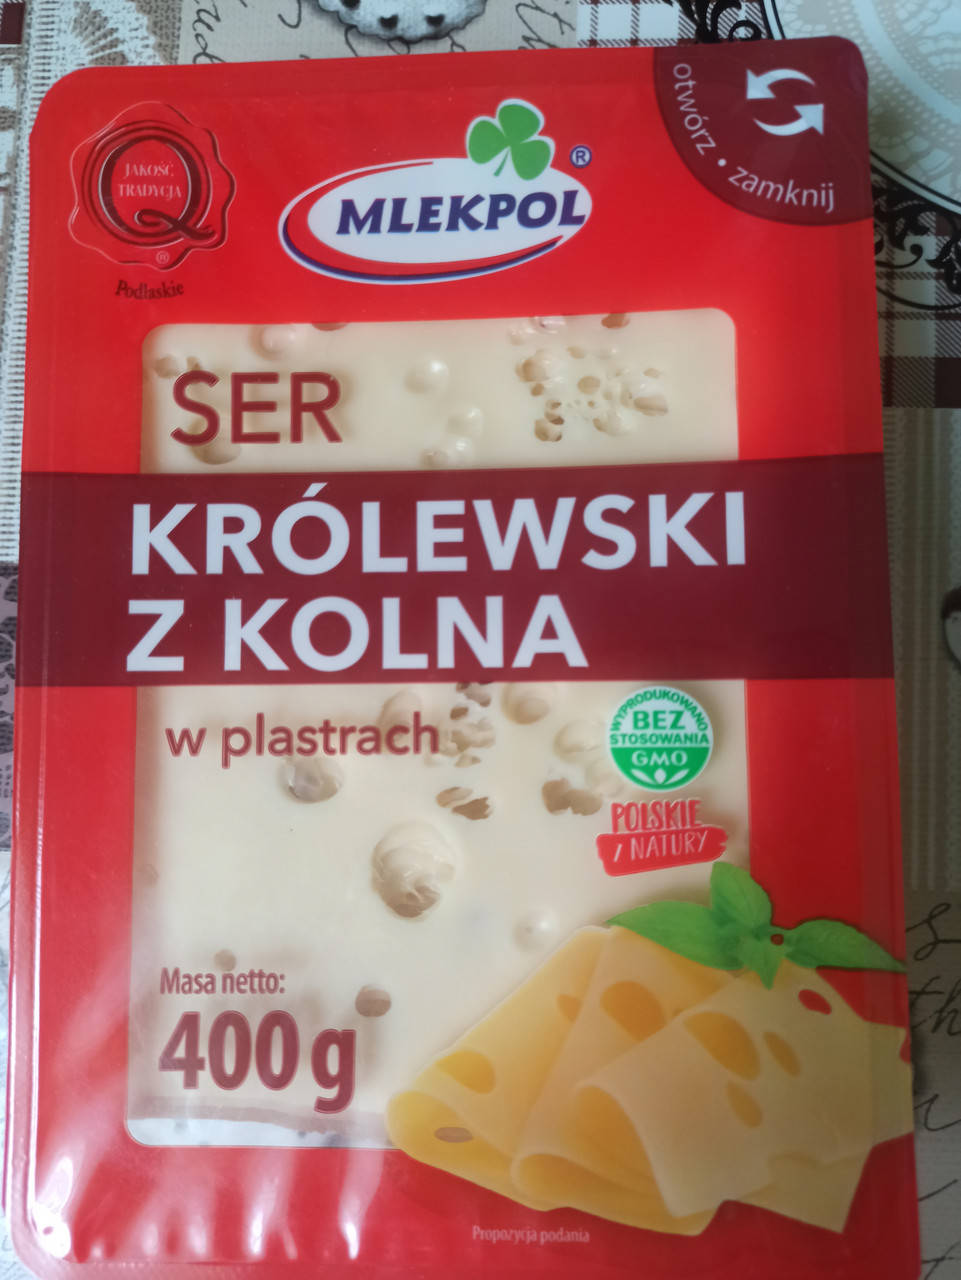 JAKOŚĆ
TRADYCJA
Q
®
Podlaskie
MLEKPOL®
otwórz • zamknij
SER
KRÓLEWSKI
Z KOLNA
w plastrach
WYPRODUKOWANO
BEZ
STOSOWANIA
GMO
POLSKIE
Z NATURY
Masa netto:
400 g
Propozycja podania